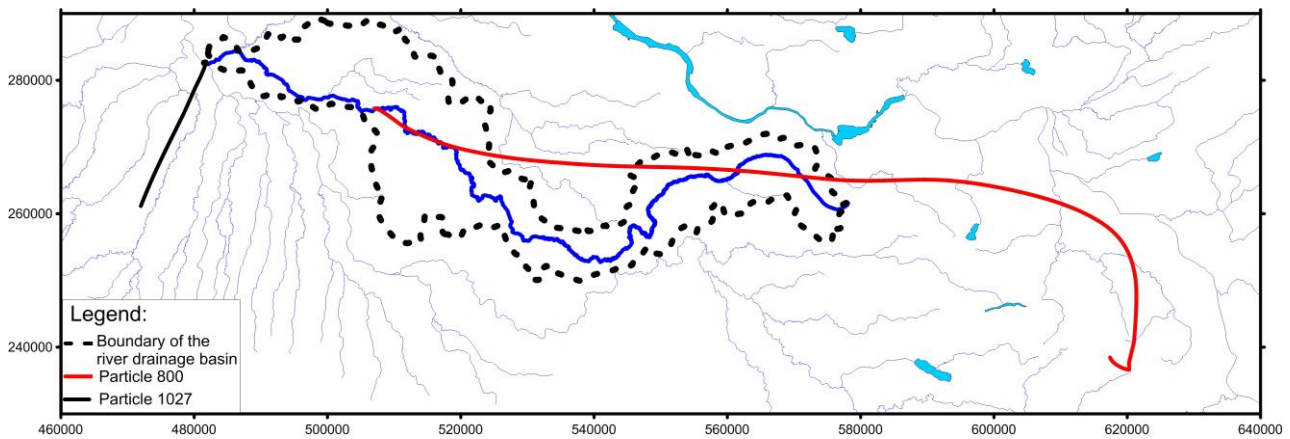 280000
260000
240000
Legend:
Boundary of the
river drainage basin
Particle 800
Particle 1027
460000 480000 500000 520000 540000 560000 580000 600000 620000 640000